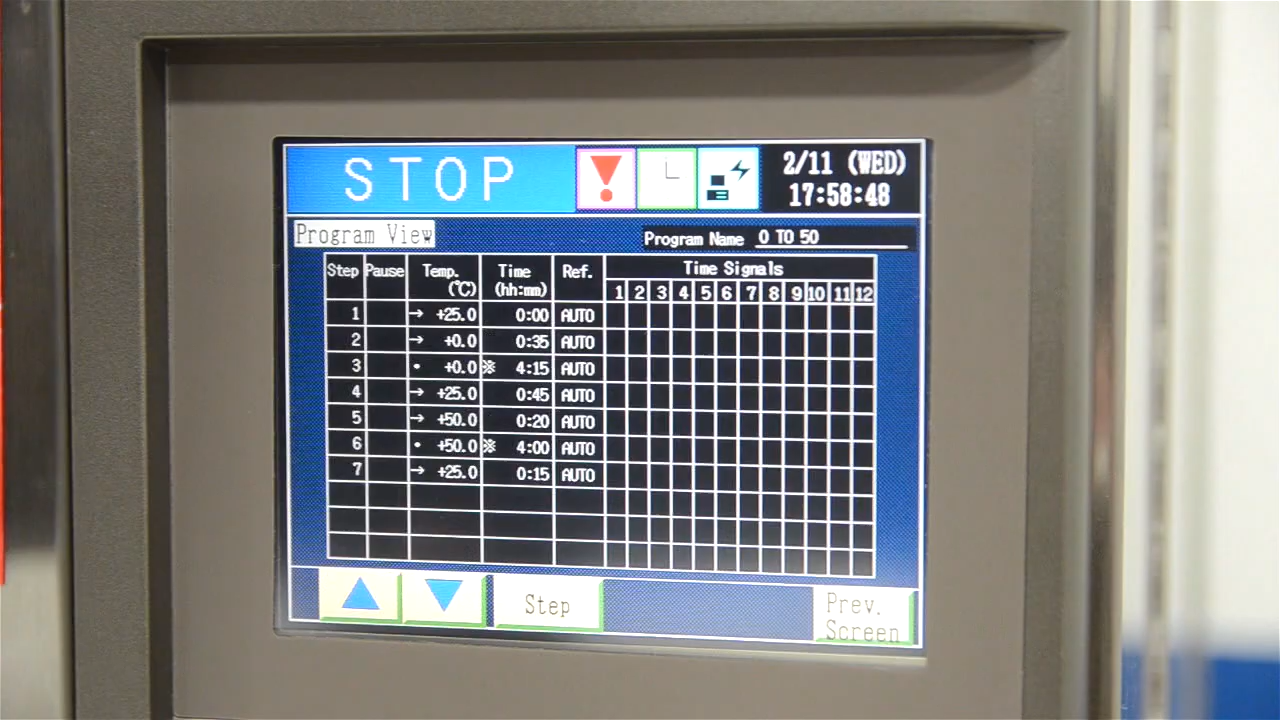 STOP
2/11 (WED)
17:58:48
Program View
Program Name 0 TO 50
Step Pause Temp. (℃) Time (hh:mm) Ref. Time Signals
1 2 3 4 5 6 7 8 9 10 11 12
1 → +25.0 0:00 AUTO
2 → +0.0 0:35 AUTO
3 • +0.0 ※ 4:15 AUTO
4 → +25.0 0:45 AUTO
5 → +50.0 0:20 AUTO
6 • +50.0 ※ 4:00 AUTO
7 → +25.0 0:15 AUTO
Step
Prev.
Screen